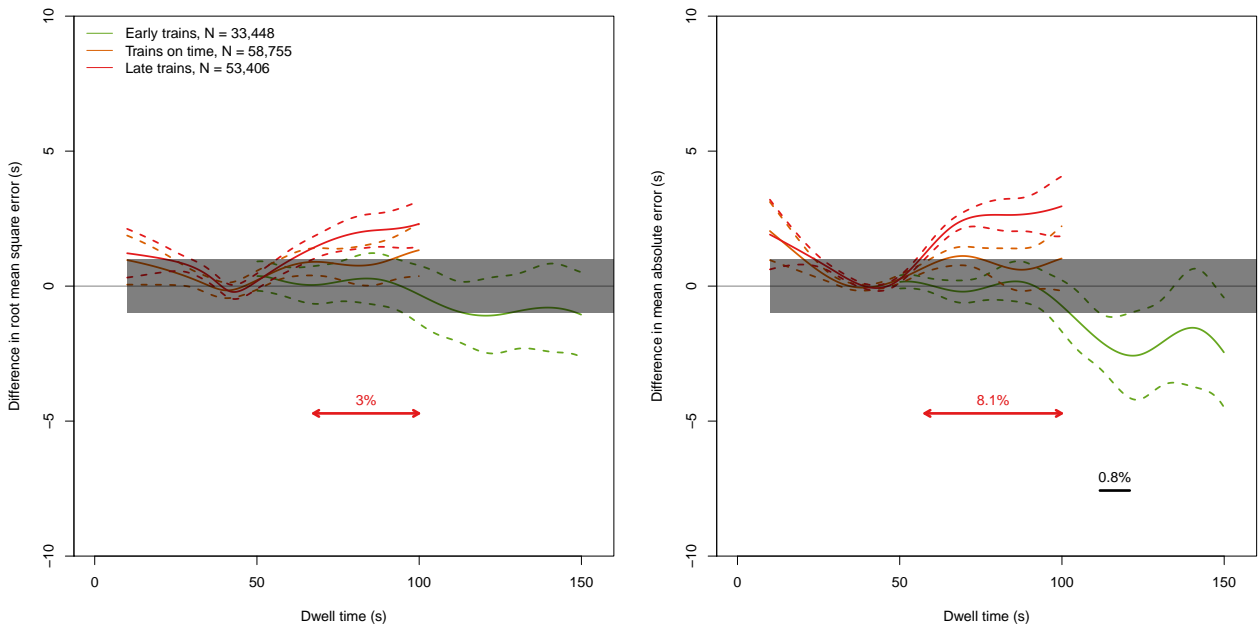 10
5
0
−5
−10
Difference in root mean square error (s)
Early trains, N = 33,448
Trains on time, N = 58,755
Late trains, N = 53,406
3%
0 50 100 150
Dwell time (s)
10
5
0
−5
−10
Difference in mean absolute error (s)
8.1%
0.8%
0 50 100 150
Dwell time (s)